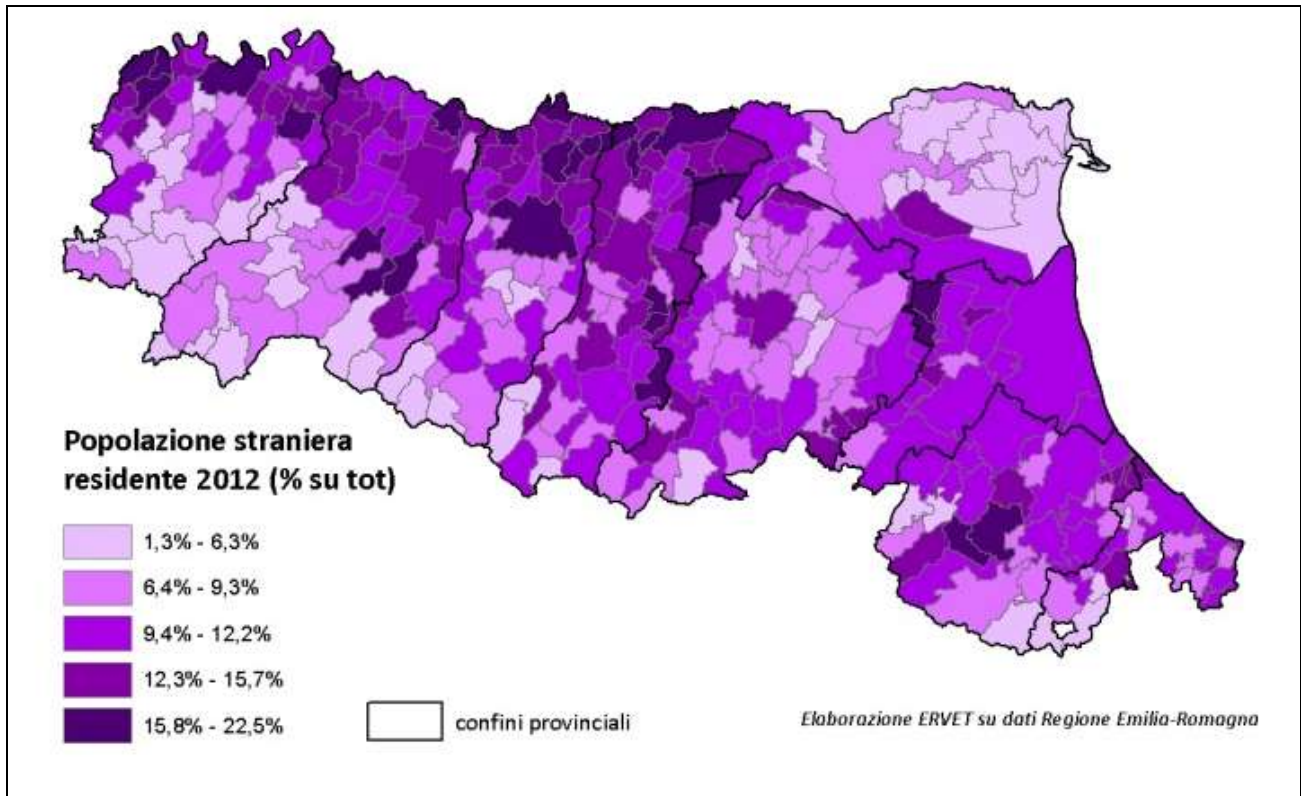 Popolazione straniera
residente 2012 (% su tot)
1,3% - 6,3%
6,4% - 9,3%
9,4% - 12,2%
12,3% - 15,7%
15,8% - 22,5%
confini provinciali
Elaborazione ERVET su dati Regione Emilia-Romagna